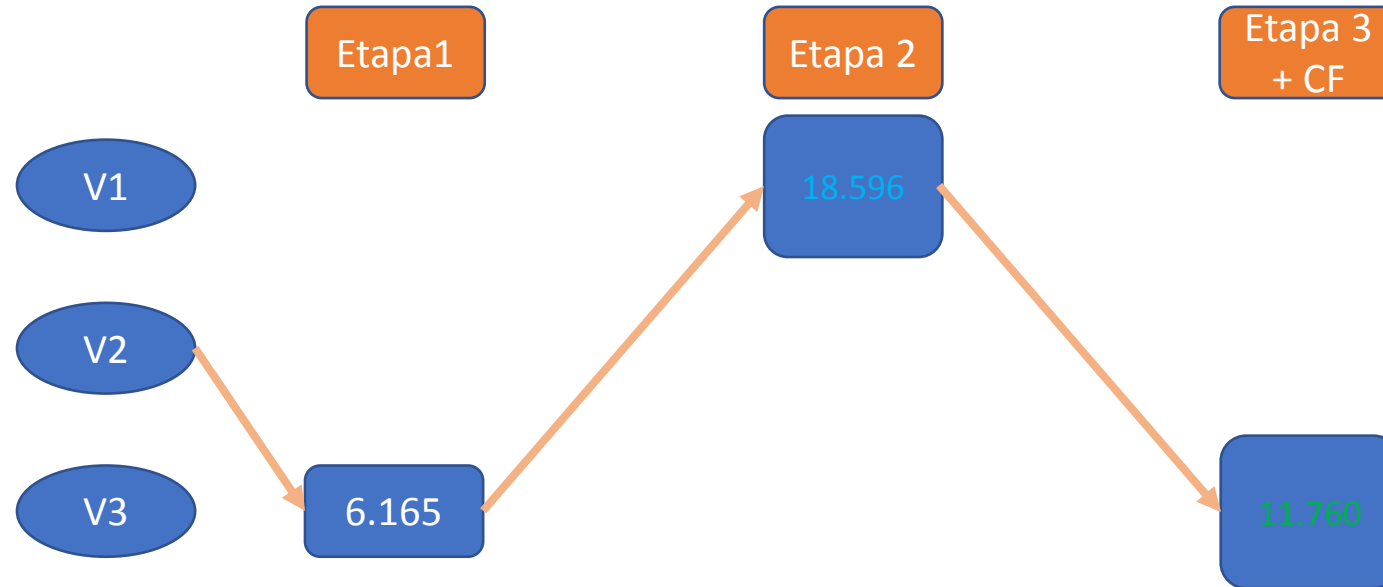 Etapa1
Etapa 2
Etapa 3
+ CF
V1
18.596
V2
V3
6.165
11.760